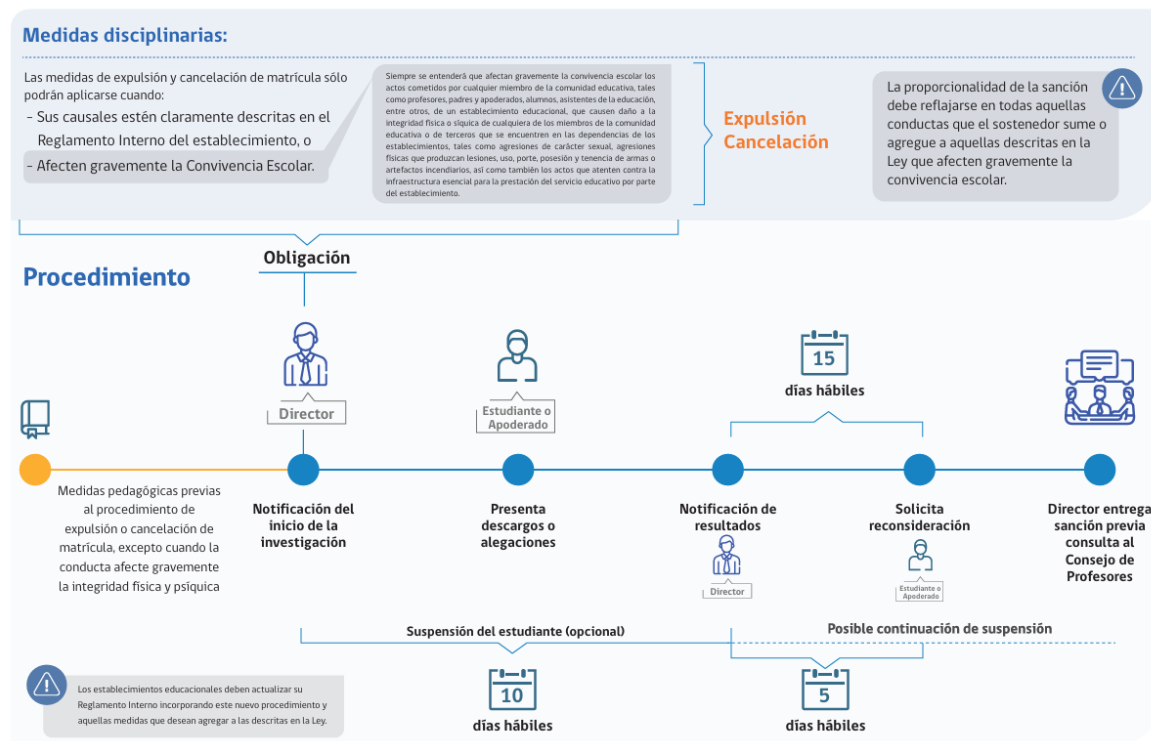 Medidas disciplinarias:
Las medidas de expulsión y cancelación de matrícula sólo
podrán aplicarse cuando:
– Sus causales estén claramente descritas en el
Reglamento Interno del establecimiento, o
– Afecten gravemente la Convivencia Escolar.
Siempre se entenderá que afectan gravemente la convivencia escolar los
actos cometidos por cualquier miembro de la comunidad educativa, tales
como profesores, padres y apoderados, alumnos, asistentes de la educación,
entre otros, de un establecimiento educacional, que causen daño a la
integridad física o síquica de cualquiera de los miembros de la comunidad
educativa o de terceros que se encuentren en las dependencias de los
establecimientos, tales como agresiones de carácter sexual, agresiones
físicas que produzcan lesiones, uso, porte, posesión y tenencia de armas o
artefactos incendiarios, así como también los actos que atenten contra la
infraestructura esencial para la prestación del servicio educativo por parte
del establecimiento.
Expulsión
Cancelación
La proporcionalidad de la sanción
debe reflajarse en todas aquellas
conductas que el sostenedor sume o
agregue a aquellas descritas en la
Ley que afecten gravemente la
convivencia escolar.
Procedimiento
Obligación
Director
Estudiante o
Apoderado
15
días hábiles
Medidas pedagógicas previas
al procedimiento de
expulsión o cancelación de
matrícula, excepto cuando la
conducta afecte gravemente
la integridad física y psíquica
Notificación del
inicio de la
investigación
Presenta
descargos o
alegaciones
Notificación de
resultados
Director
Solicita
reconsideración
Estudiante o
Apoderado
Director entrega
sanción previa
consulta al
Consejo de
Profesores
Suspensión del estudiante (opcional)
10
días hábiles
Posible continuación de suspensión
5
días hábiles
Los establecimientos educacionales deben actualizar su
Reglamento Interno incorporando este nuevo procedimiento y
aquellas medidas que desean agregar a las descritas en la Ley.